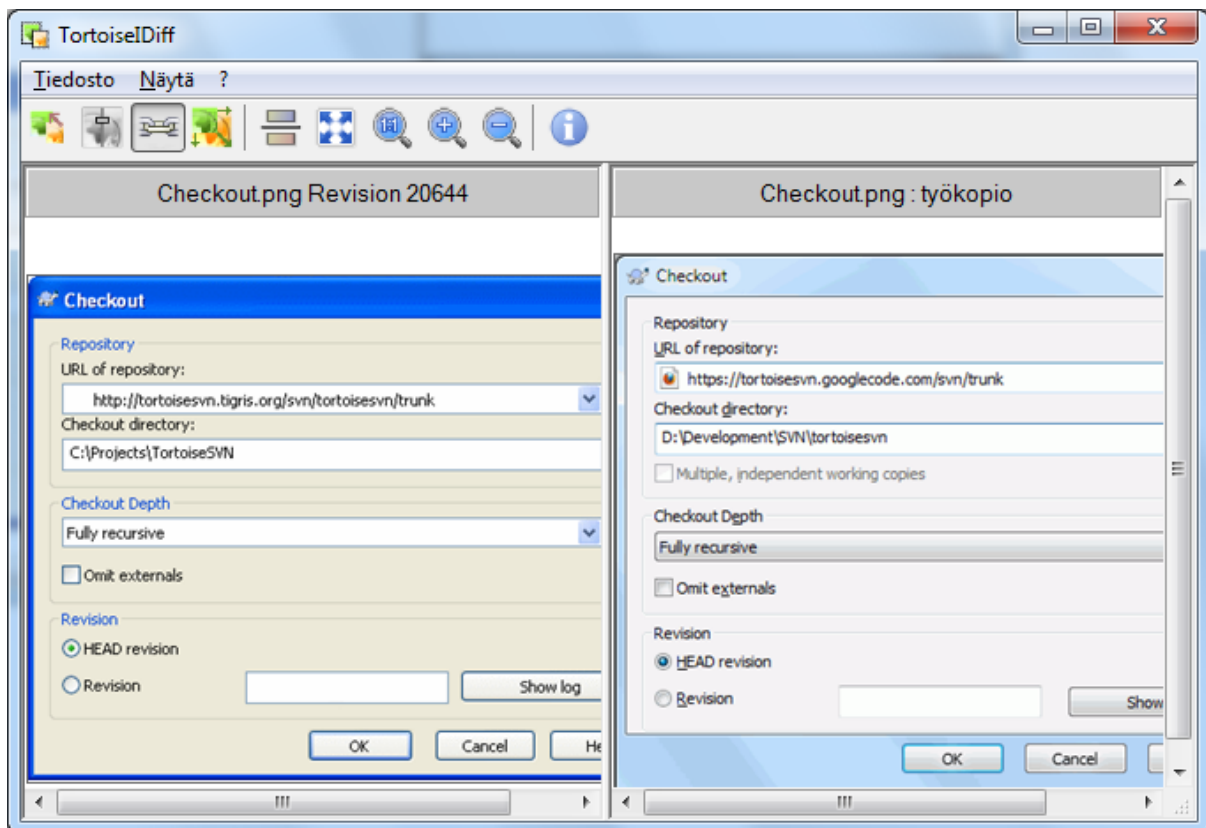 TortoiseIDiff
Tiedosto Näytä ?
Checkout.png Revision 20644
Checkout
Repository
URL of repository:
http://tortoisesvn.tigris.org/svn/tortoisesvn/trunk
Checkout directory:
C:\Projects\TortoiseSVN
Checkout Depth
Fully recursive
Omit externals
Revision
HEAD revision
Revision Show log
OK Cancel He
Checkout.png : työkopio
Checkout
Repository
URL of repository:
https://tortoisesvn.googlecode.com/svn/trunk
Checkout directory:
D:\Development\SVN\tortoisesvn
Multiple, independent working copies
Checkout Depth
Fully recursive
Omit externals
Revision
HEAD revision
Revision Show
OK Cancel